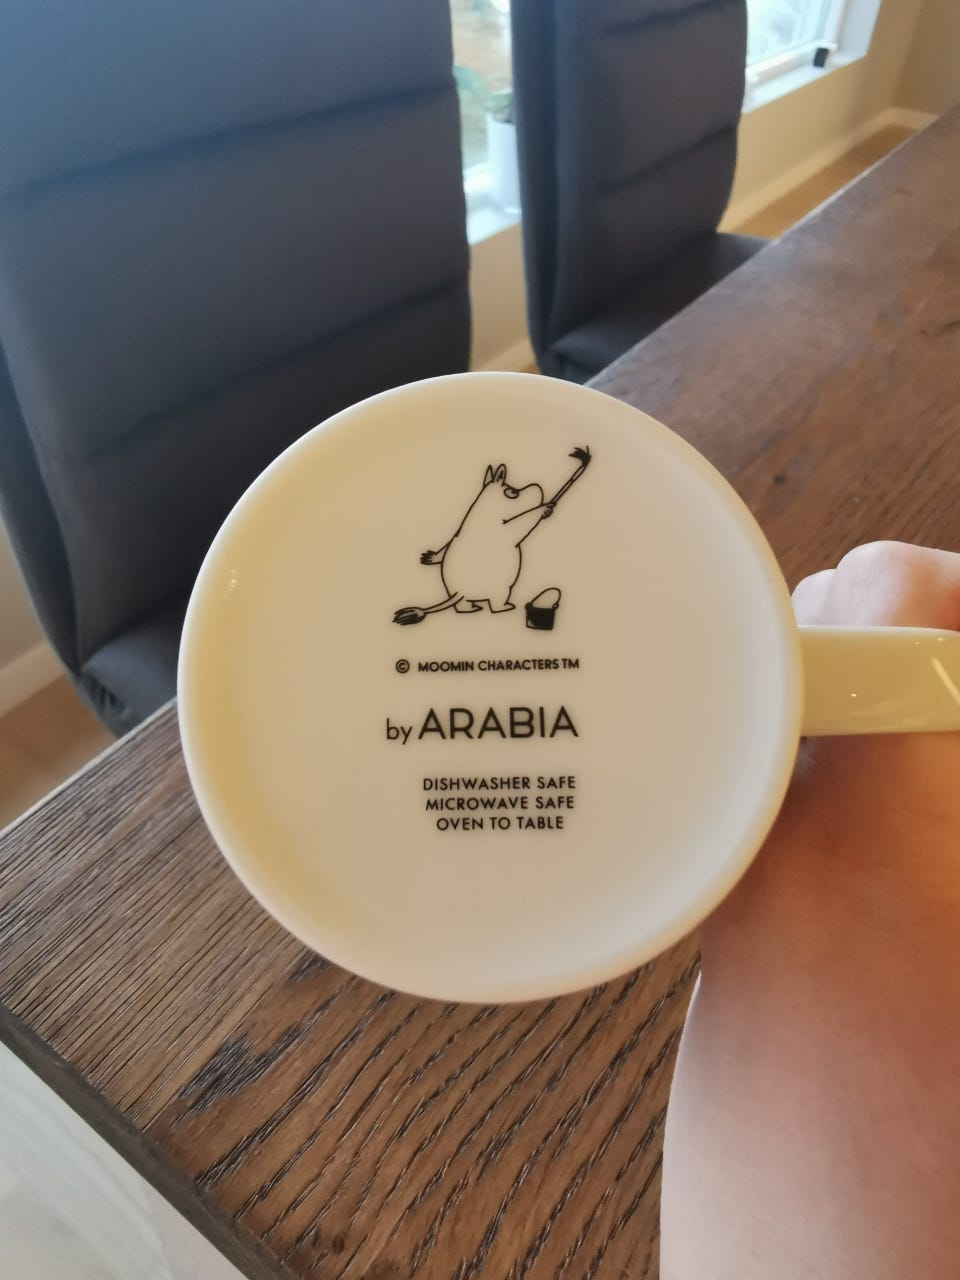 © MOOMIN CHARACTERS TM
by ARABIA
DISHWASHER SAFE
MICROWAVE SAFE
OVEN TO TABLE